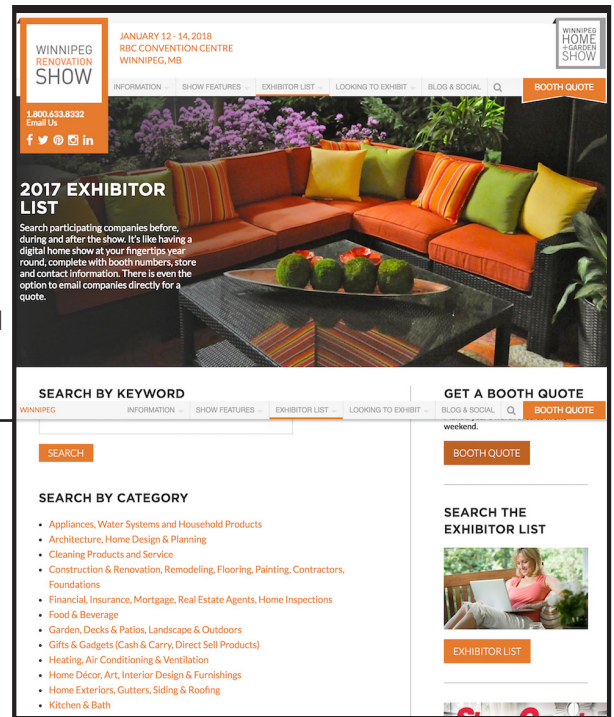 WINNIPEG
RENOVATION
SHOW
JANUARY 12 - 14, 2018
RBC CONVENTION CENTRE
WINNIPEG, MB
WINNIPEG
HOME
+GARDEN
SHOW
INFORMATION
SHOW FEATURES
EXHIBITOR LIST
LOOKING TO EXHIBIT
BLOG & SOCIAL
BOOTH QUOTE
1.800.633.8332
Email Us
2017 EXHIBITOR
LIST
Search participating companies before,
during and after the show. It's like having a
digital home show at your fingertips year
round, complete with booth numbers, store
and contact information. There is even the
option to email companies directly for a
quote.
SEARCH BY KEYWORD
GET A BOOTH QUOTE
WINNIPEG
INFORMATION
SHOW FEATURES
EXHIBITOR LIST
LOOKING TO EXHIBIT
BLOG & SOCIAL
BOOTH QUOTE
weekend.
SEARCH
BOOTH QUOTE
SEARCH BY CATEGORY
Appliances, Water Systems and Household Products
Architecture, Home Design & Planning
Cleaning Products and Service
Construction & Renovation, Remodeling, Flooring, Painting, Contractors,
Foundations
Financial, Insurance, Mortgage, Real Estate Agents, Home Inspections
Food & Beverage
Garden, Decks & Patios, Landscape & Outdoors
Gifts & Gadgets (Cash & Carry, Direct Sell Products)
Heating, Air Conditioning & Ventilation
Home Décor, Art, Interior Design & Furnishings
Home Exteriors, Gutters, Siding & Roofing
Kitchen & Bath
SEARCH THE
EXHIBITOR LIST
EXHIBITOR LIST